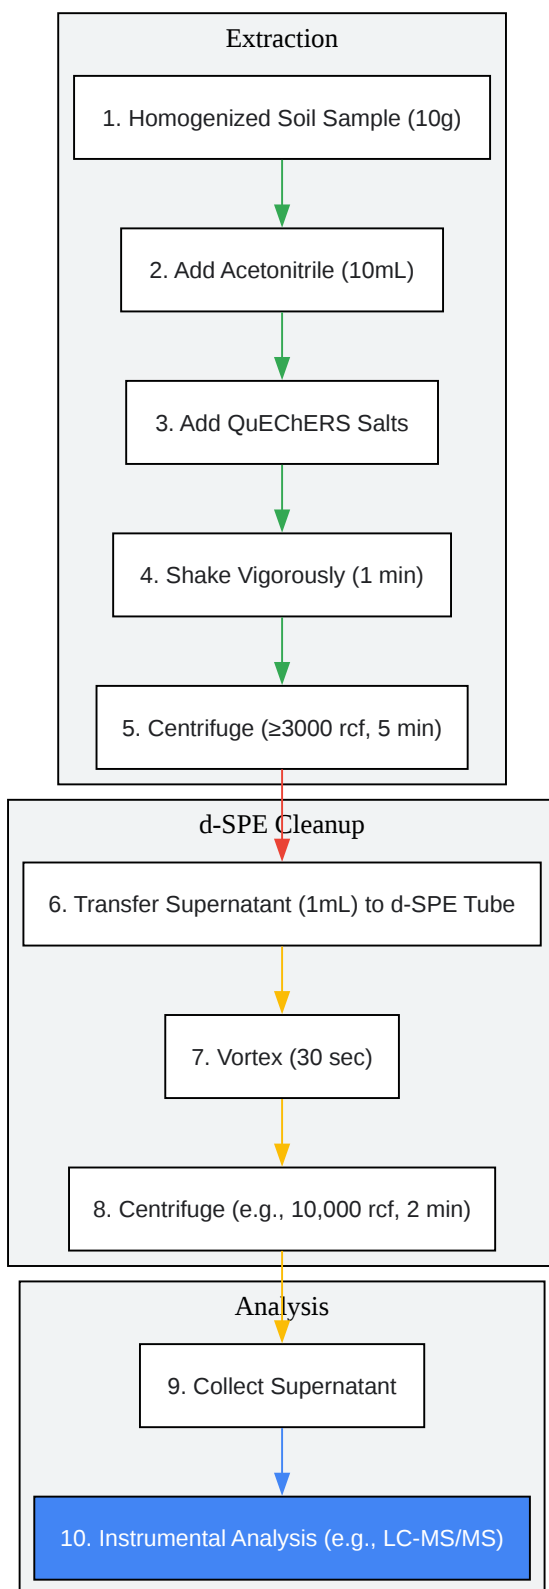 Extraction
1. Homogenized Soil Sample (10g)
2. Add Acetonitrile (10mL)
3. Add QuEChERS Salts
4. Shake Vigorously (1 min)
5. Centrifuge (≥3000 rcf, 5 min)
d-SPE Cleanup
6. Transfer Supernatant (1mL) to d-SPE Tube
7. Vortex (30 sec)
8. Centrifuge (e.g., 10,000 rcf, 2 min)
Analysis
9. Collect Supernatant
10. Instrumental Analysis (e.g., LC-MS/MS)